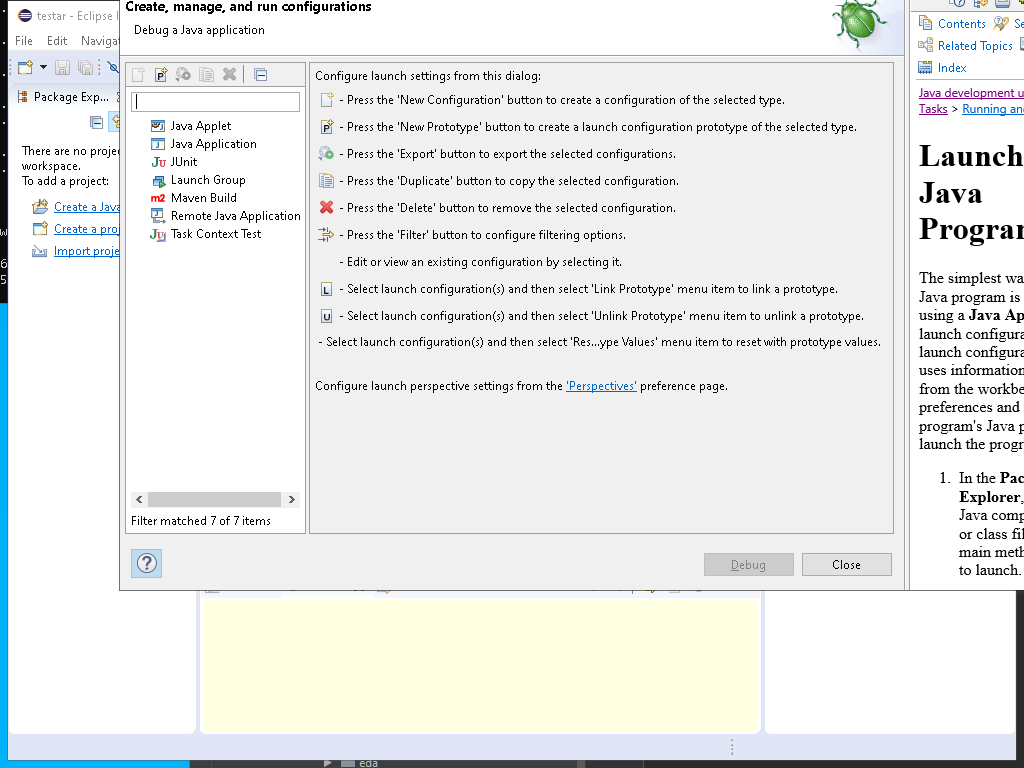 testar - Eclipse I
File Edit Naviga
Package Exp...
There are no proje
workspace.
To add a project:
Create a Java
Create a proj
Import proje
Create, manage, and run configurations
Debug a Java application
Java Applet
Java Application
JUnit
Launch Group
Maven Build
Remote Java Application
Task Context Test
Filter matched 7 of 7 items
Configure launch settings from this dialog:
- Press the 'New Configuration' button to create a configuration of the selected type.
- Press the 'New Prototype' button to create a launch configuration prototype of the selected type.
- Press the 'Export' button to export the selected configurations.
- Press the 'Duplicate' button to copy the selected configuration.
- Press the 'Delete' button to remove the selected configuration.
- Press the 'Filter' button to configure filtering options.
- Edit or view an existing configuration by selecting it.
- Select launch configuration(s) and then select 'Link Prototype' menu item to link a prototype.
- Select launch configuration(s) and then select 'Unlink Prototype' menu item to unlink a prototype.
- Select launch configuration(s) and then select 'Res...ype Values' menu item to reset with prototype values.
Configure launch perspective settings from the 'Perspectives' preference page.
Debug Close
Contents Se
Related Topics
Index
Java development u
Tasks > Running and
Launch
Java
Program
The simplest wa
Java program is
using a Java Ap
launch configura
launch configura
uses information
from the workbe
preferences and
program's Java p
launch the progr
1. In the Pac
Explorer,
Java comp
or class fil
main meth
to launch.
eda